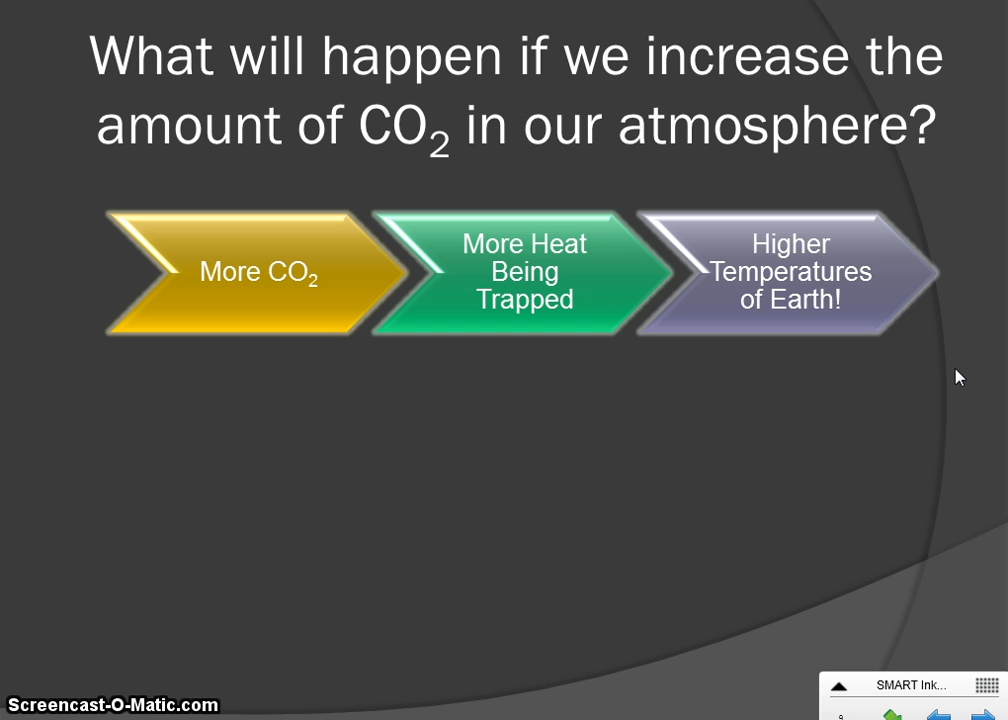 What will happen if we increase the
amount of CO₂ in our atmosphere?
More CO₂
More Heat
Being
Trapped
Higher
Temperatures
of Earth!
SMART Ink...
Screencast-O-Matic.com